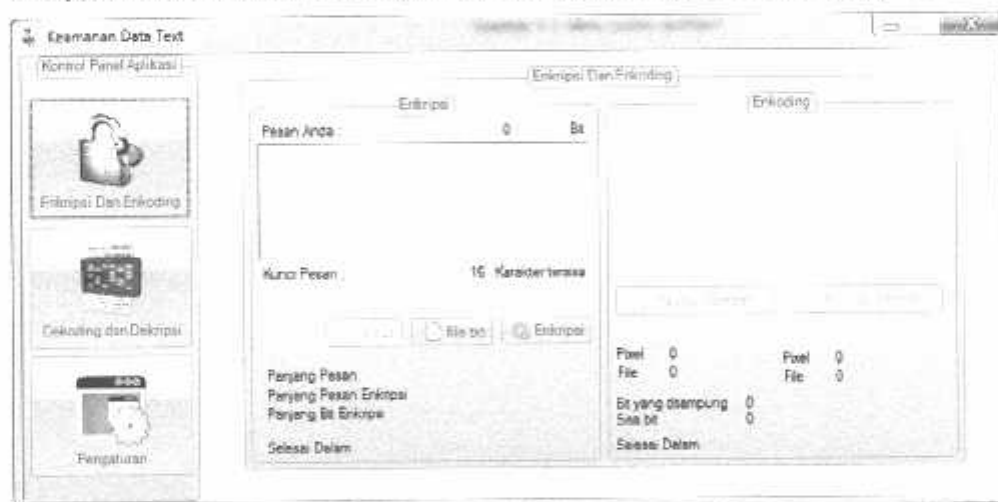 Keamanan Data Text
Kontrol Panel Aplikasi
Enkripsi Dan Enkoding
Dekoding dan Dekripsi
Pengaturan
Enkripsi Dan Enkoding
Enkripsi
Pesan Anda : 0 Bit
Kunci Pesan : 16 Karakter tersisa
file txt Enkripsi
Panjang Pesan
Panjang Pesan Enkripsi
Panjang Bit Enkripsi
Selesai Dalam
Enkoding
Pixel 0 Pixel 0
File 0 File 0
Bit yang disampung 0
Sisa bit 0
Selesai Dalam